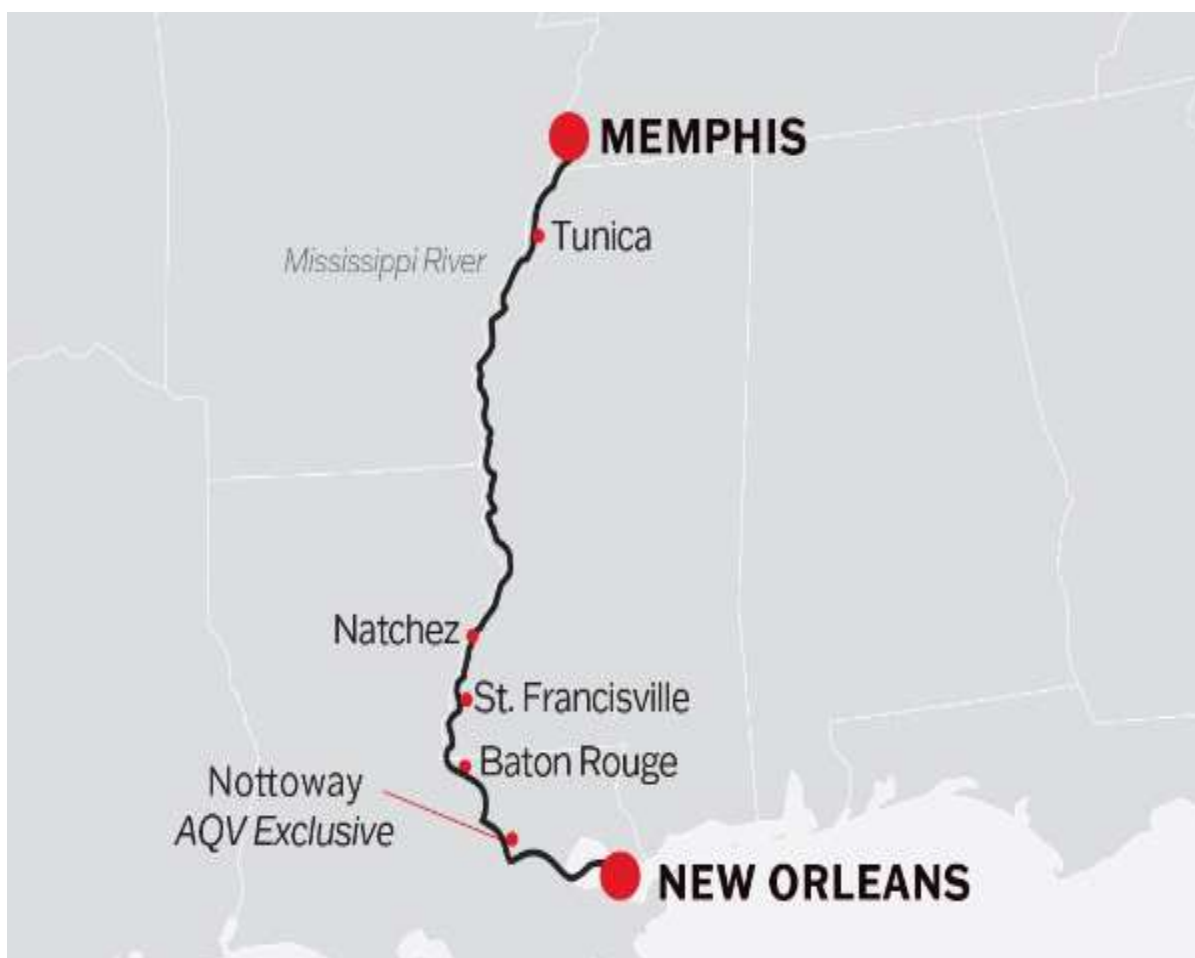 MEMPHIS
Tunica
Mississippi River
Natchez
St. Francisville
Baton Rouge
Nottoway
AQV Exclusive
NEW ORLEANS